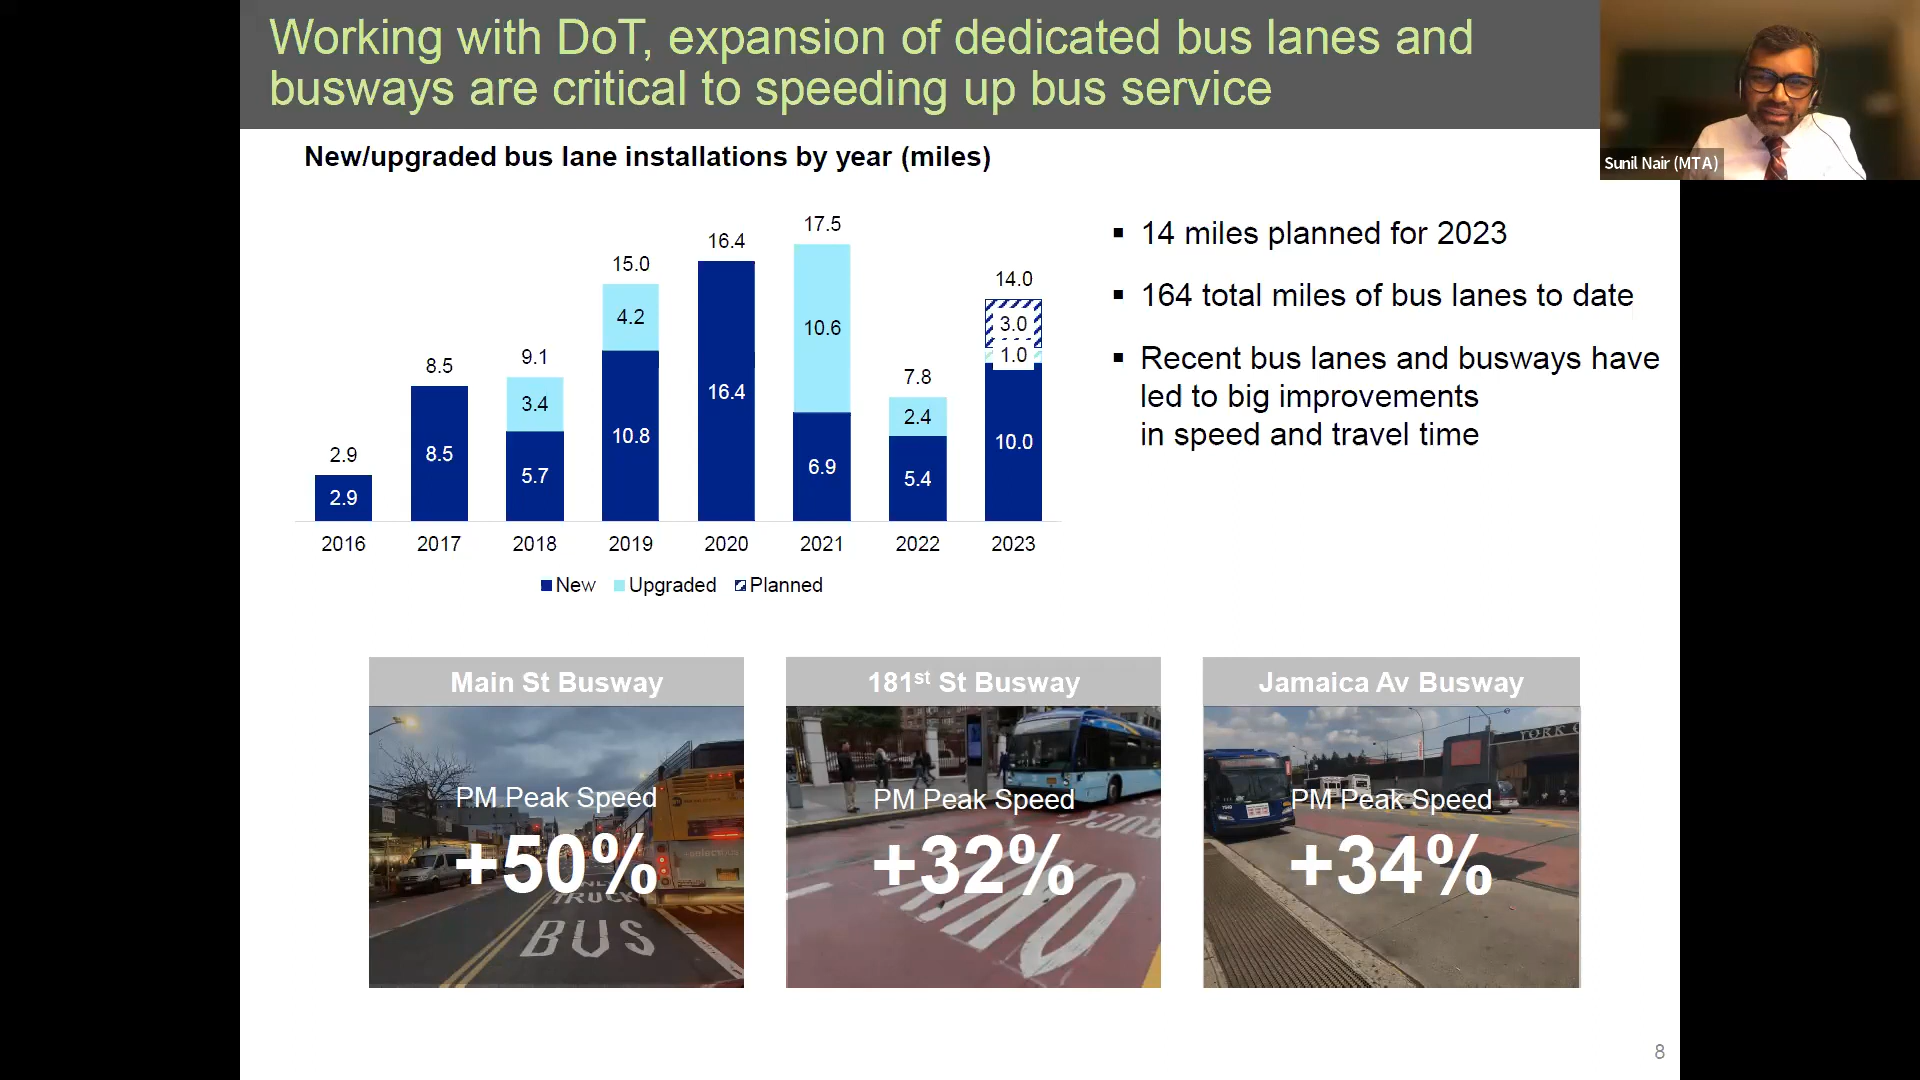 Working with DoT, expansion of dedicated bus lanes and
busways are critical to speeding up bus service
Sunil Nair (MTA)
New/upgraded bus lane installations by year (miles)
2.9
8.5
9.1
15.0
16.4
17.5
7.8
14.0
3.4
4.2
10.6
2.4
3.0
1.0
2.9
8.5
5.7
10.8
16.4
6.9
5.4
10.0
2016 2017 2018 2019 2020 2021 2022 2023
New Upgraded Planned
▪ 14 miles planned for 2023
▪ 164 total miles of bus lanes to date
▪ Recent bus lanes and busways have
led to big improvements
in speed and travel time
Main St Busway
PM Peak Speed
+50%
TRUCK
BUS
181st St Busway
PM Peak Speed
+32%
ONLY
Jamaica Av Busway
YORK
PM Peak Speed
+34%
8